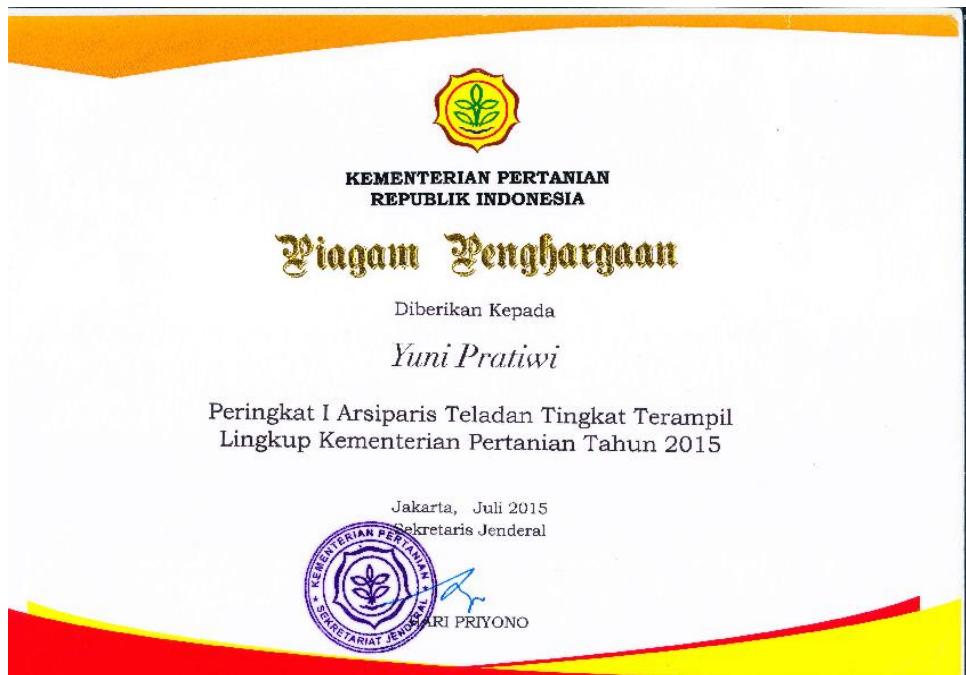 KEMENTERIAN PERTANIAN
REPUBLIK INDONESIA
Piagam Penghargaan
Diberikan Kepada
Yuni Pratiwi
Peringkat I Arsiparis Teladan Tingkat Terampil
Lingkup Kementerian Pertanian Tahun 2015
Jakarta, Juli 2015
Sekretaris Jenderal
KEMENTERIAN PERTANIAN
SEKRETARIAT JENDERAL
PRIYONO